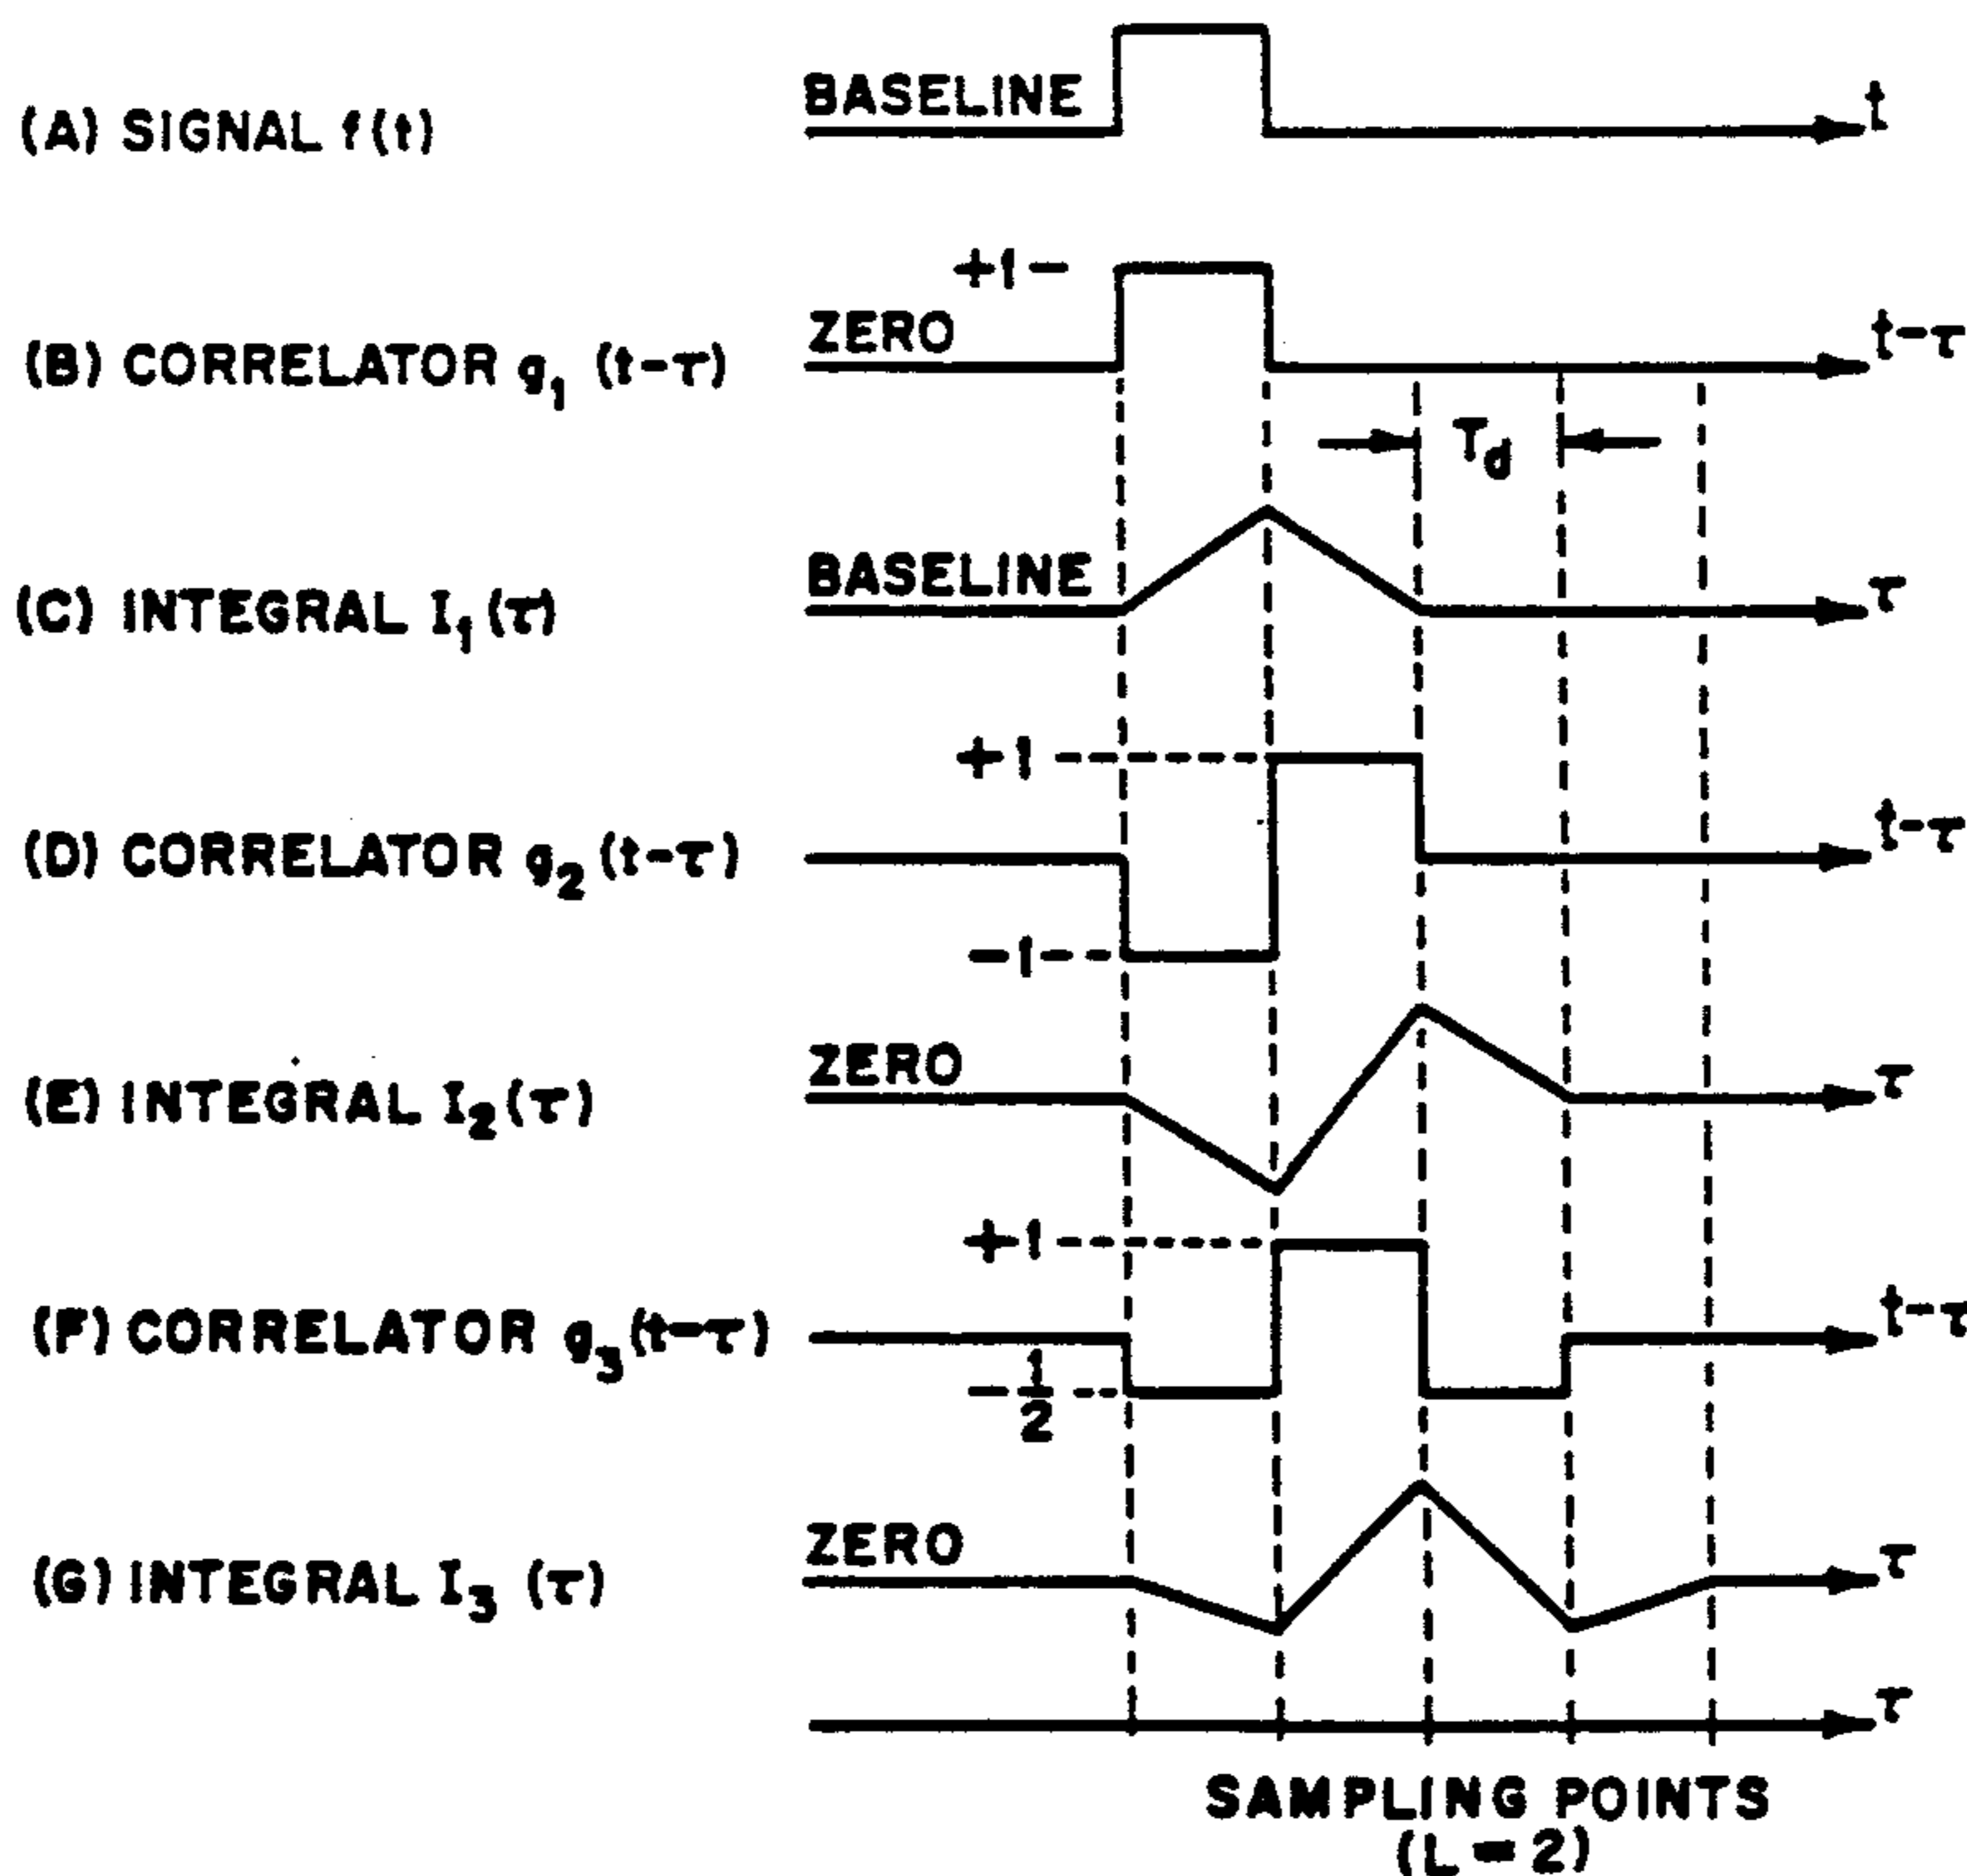 BASELINE
(A) SIGNAL f(t)
t
+1
ZERO
(B) CORRELATOR g₁ (t-τ)
t-τ
T_d
BASELINE
(C) INTEGRAL I₁(τ)
τ
+1
(D) CORRELATOR g₂(t-τ)
t-τ
-1
ZERO
(E) INTEGRAL I₂(τ)
τ
+1
(F) CORRELATOR g₃(t-τ)
t-τ
-1/2
ZERO
(G) INTEGRAL I₃ (τ)
τ
τ
SAMPLING POINTS
(L = 2)